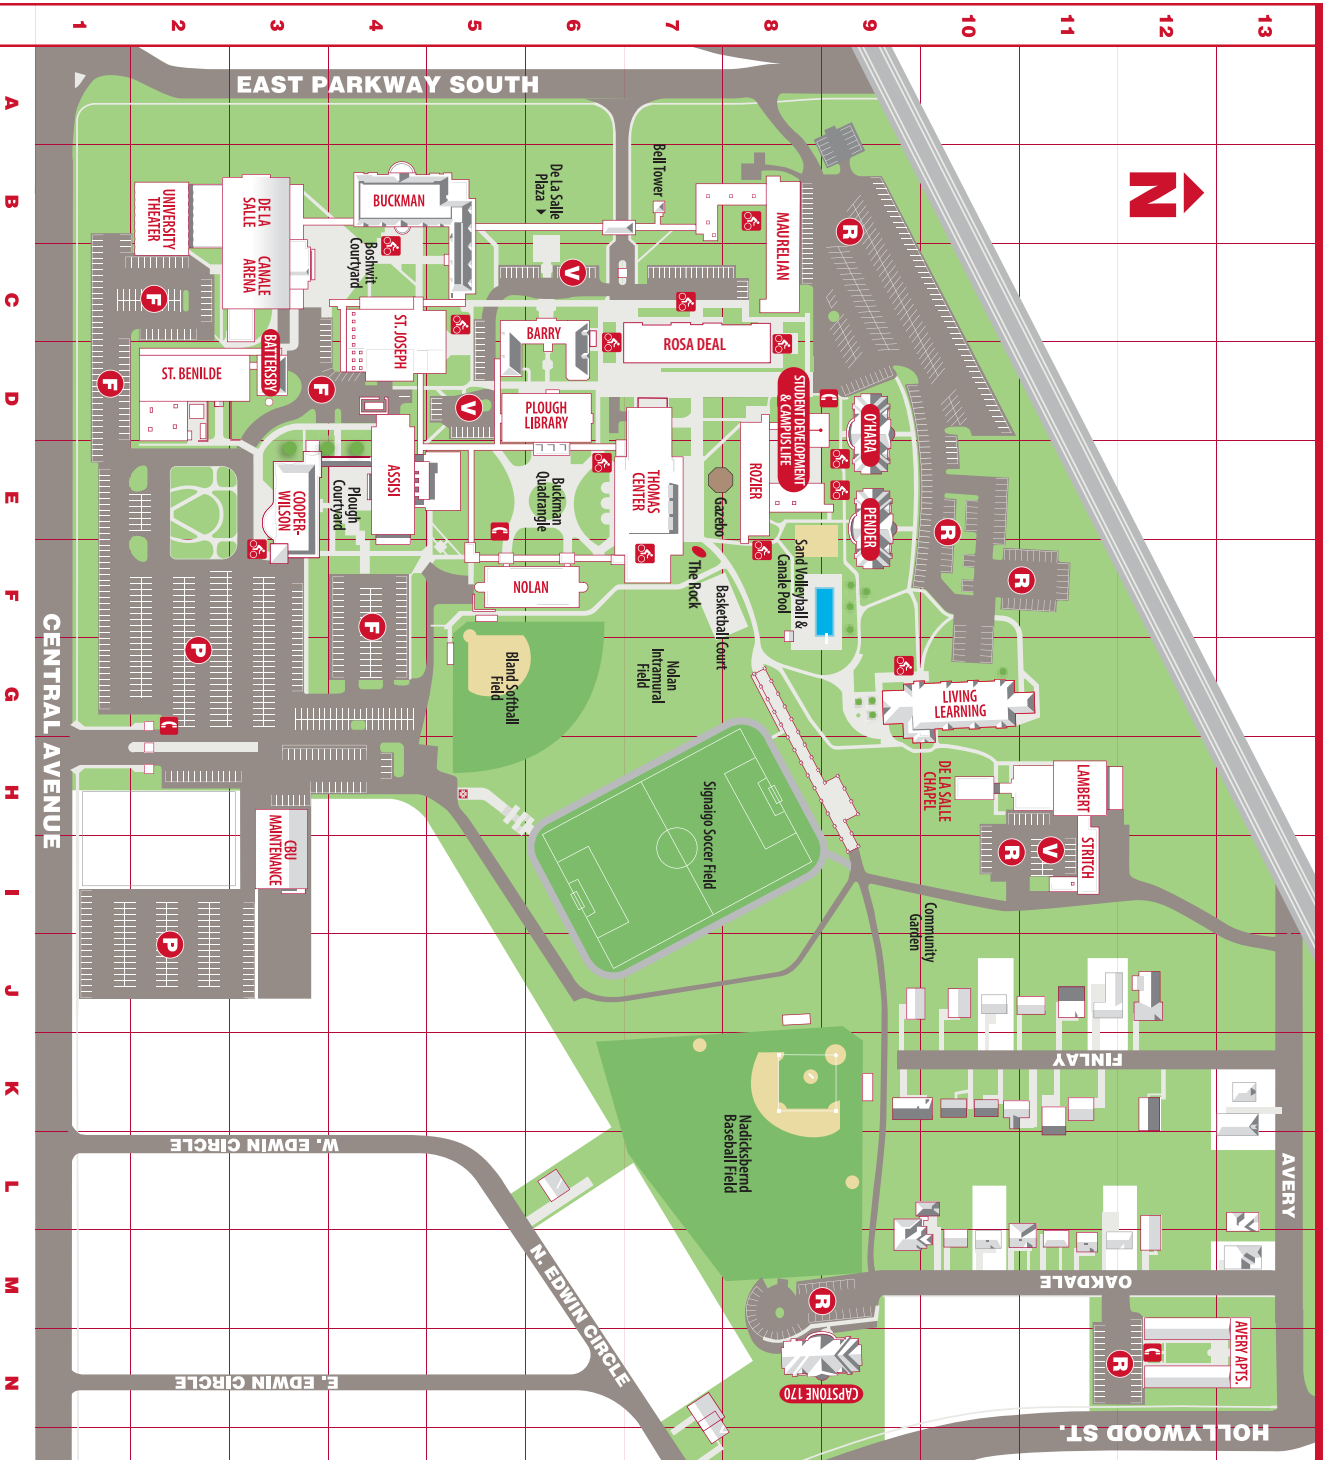 1
2
3
4
5
6
7
8
9
10
11
12
13
A
B
C
D
E
F
G
H
I
J
K
L
M
N
EAST PARKWAY SOUTH
N
UNIVERSITY
THEATER
DE LA
SALLE
CANALE
ARENA
BUCKMAN
Boshwit
Courtyard
De La Salle
Plaza
Bell Tower
MAURELIAN
R
F
V
C
BATTERSBY
ST. JOSEPH
BARRY
ROSA DEAL
ST. BENILDE
F
F
V
PLOUGH
LIBRARY
STUDENT DEVELOPMENT
& CAMPUS LIFE
C
O'HARA
COOPER-
WILSON
Plough
Courtyard
ASSISI
Buckman
Quadrangle
C
THOMAS
CENTER
Gazebo
ROZIER
PENDER
R
R
Sand Volleyball &
Canale Pool
NOLAN
The Rock
Basketball Court
F
P
Bland Softball
Field
Nolan
Intramural
Field
LIVING
LEARNING
C
CENTRAL AVENUE
CBU
MAINTENANCE
Signaigo Soccer Field
DE LA SALLE
CHAPEL
LAMBERT
STRITCH
R
V
P
Community
Garden
FINLAY
W. EDWIN CIRCLE
Nadicksbernd
Baseball Field
AVERY
N. EDWIN CIRCLE
OAKDALE
R
R
C
AVERY APTS.
E. EDWIN CIRCLE
CAPSTONE 170
HOLLYWOOD ST.